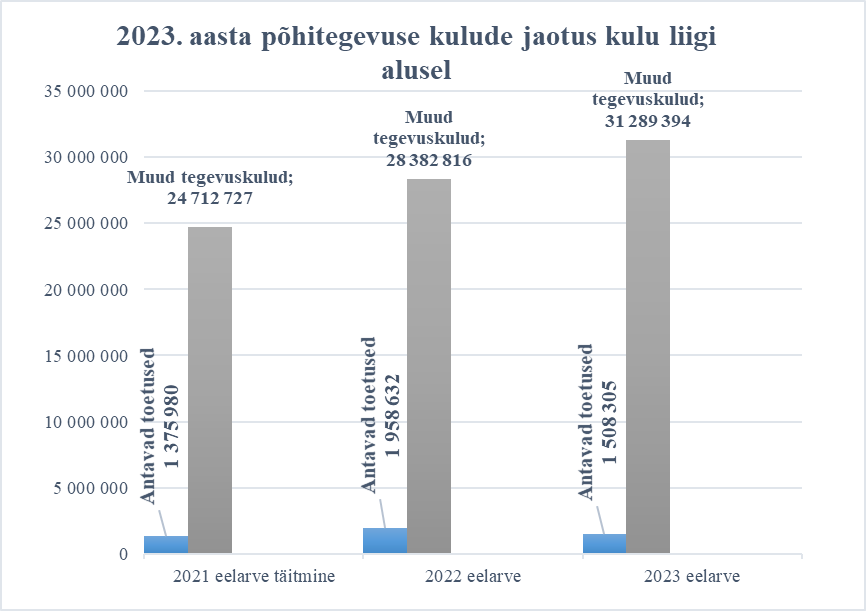 2023. aasta põhitegevuse kulude jaotus kulu liigi
alusel
35 000 000
30 000 000
25 000 000
20 000 000
15 000 000
10 000 000
5 000 000
0
Antavad toetused
1 375 980
Muud tegevuskulud;
24 712 727
Antavad toetused
1 958 632
Muud
tegevuskulud;
28 382 816
Antavad toetused
1 508 305
Muud
tegevuskulud;
31 289 394
2021 eelarve täitmine
2022 eelarve
2023 eelarve